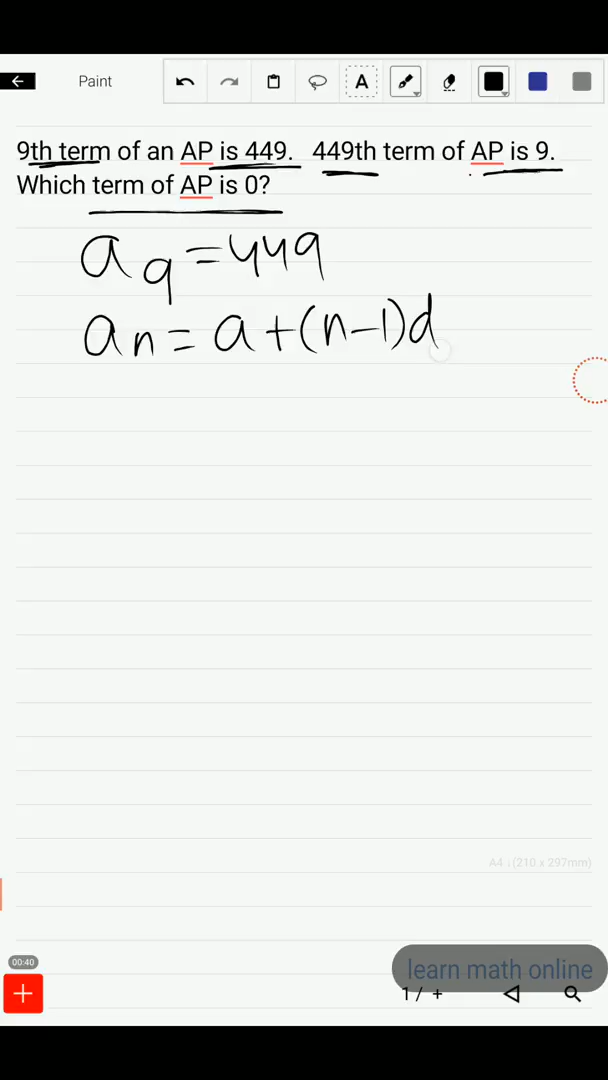 Paint
A
9th term of an AP is 449. 449th term of AP is 9.
Which term of AP is 0?
a9 = 449
an = a + (n-1)d
A4 ↓ (210 x 297mm)
00:40
learn math online
1 / +